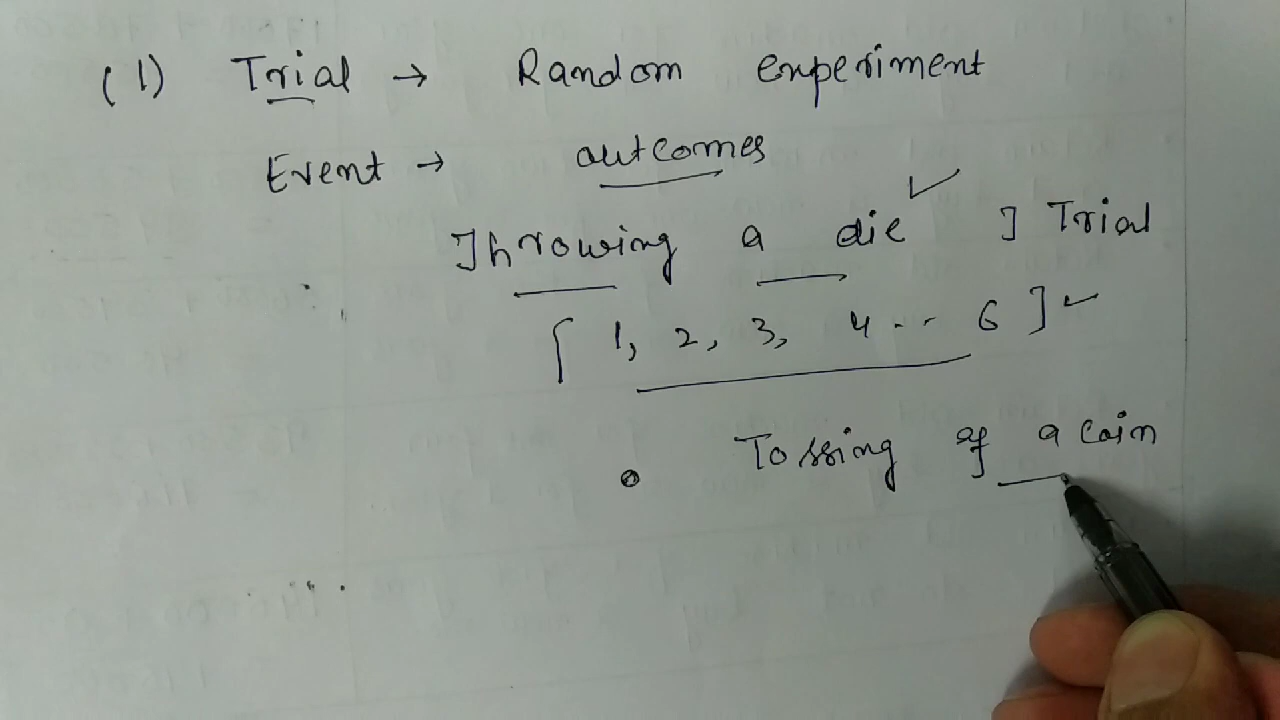 (1) Trial → Random experiment
Event → outcomes
Throwing a die ✓ ] Trial
[ 1, 2, 3, 4 .. 6 ] ✓
Tossing of a Coin